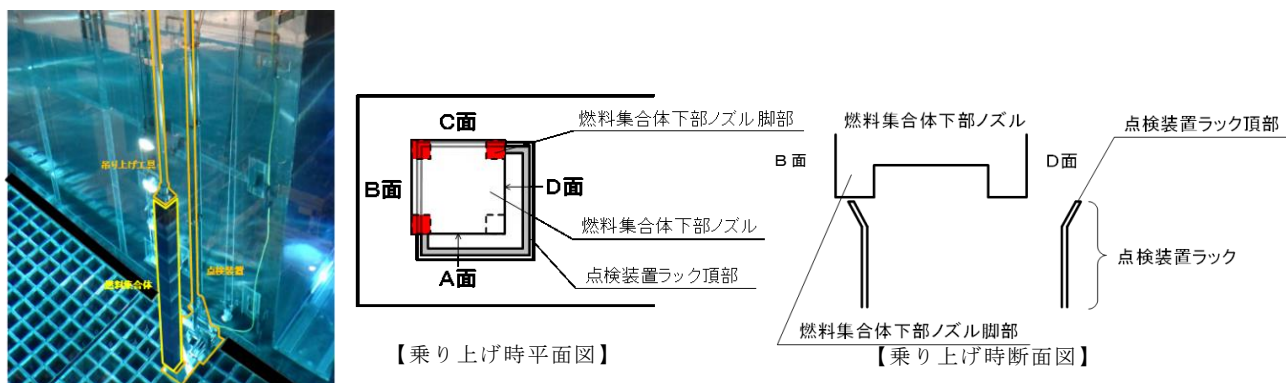 吊り上げ工具
点検装置
燃料集合体
C面
B面
D面
A面
燃料集合体下部ノズル脚部
燃料集合体下部ノズル
点検装置ラック頂部
【乗り上げ時平面図】
燃料集合体下部ノズル
B面
D面
点検装置ラック頂部
点検装置ラック
燃料集合体下部ノズル脚部
【乗り上げ時断面図】